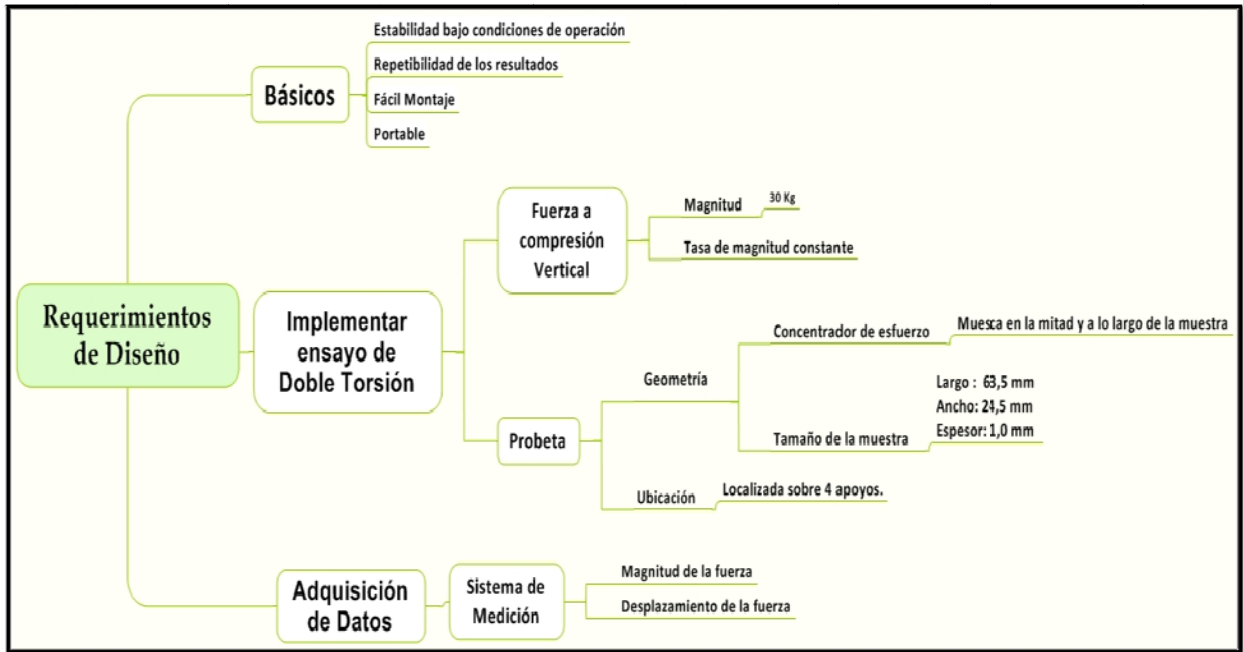 Requerimientos
de Diseño
Básicos
Estabilidad bajo condiciones de operación
Repetibilidad de los resultados
Fácil Montaje
Portable
Implementar
ensayo de
Doble Torsión
Fuerza a
compresión
Vertical
Magnitud
30 Kg
Tasa de magnitud constante
Probeta
Geometría
Concentrador de esfuerzo
Muesca en la mitad y a lo largo de la muestra
Tamaño de la muestra
Largo : 63,5 mm
Ancho: 24,5 mm
Espesor: 1,0 mm
Ubicación
Localizada sobre 4 apoyos.
Adquisición
de Datos
Sistema de
Medición
Magnitud de la fuerza
Desplazamiento de la fuerza